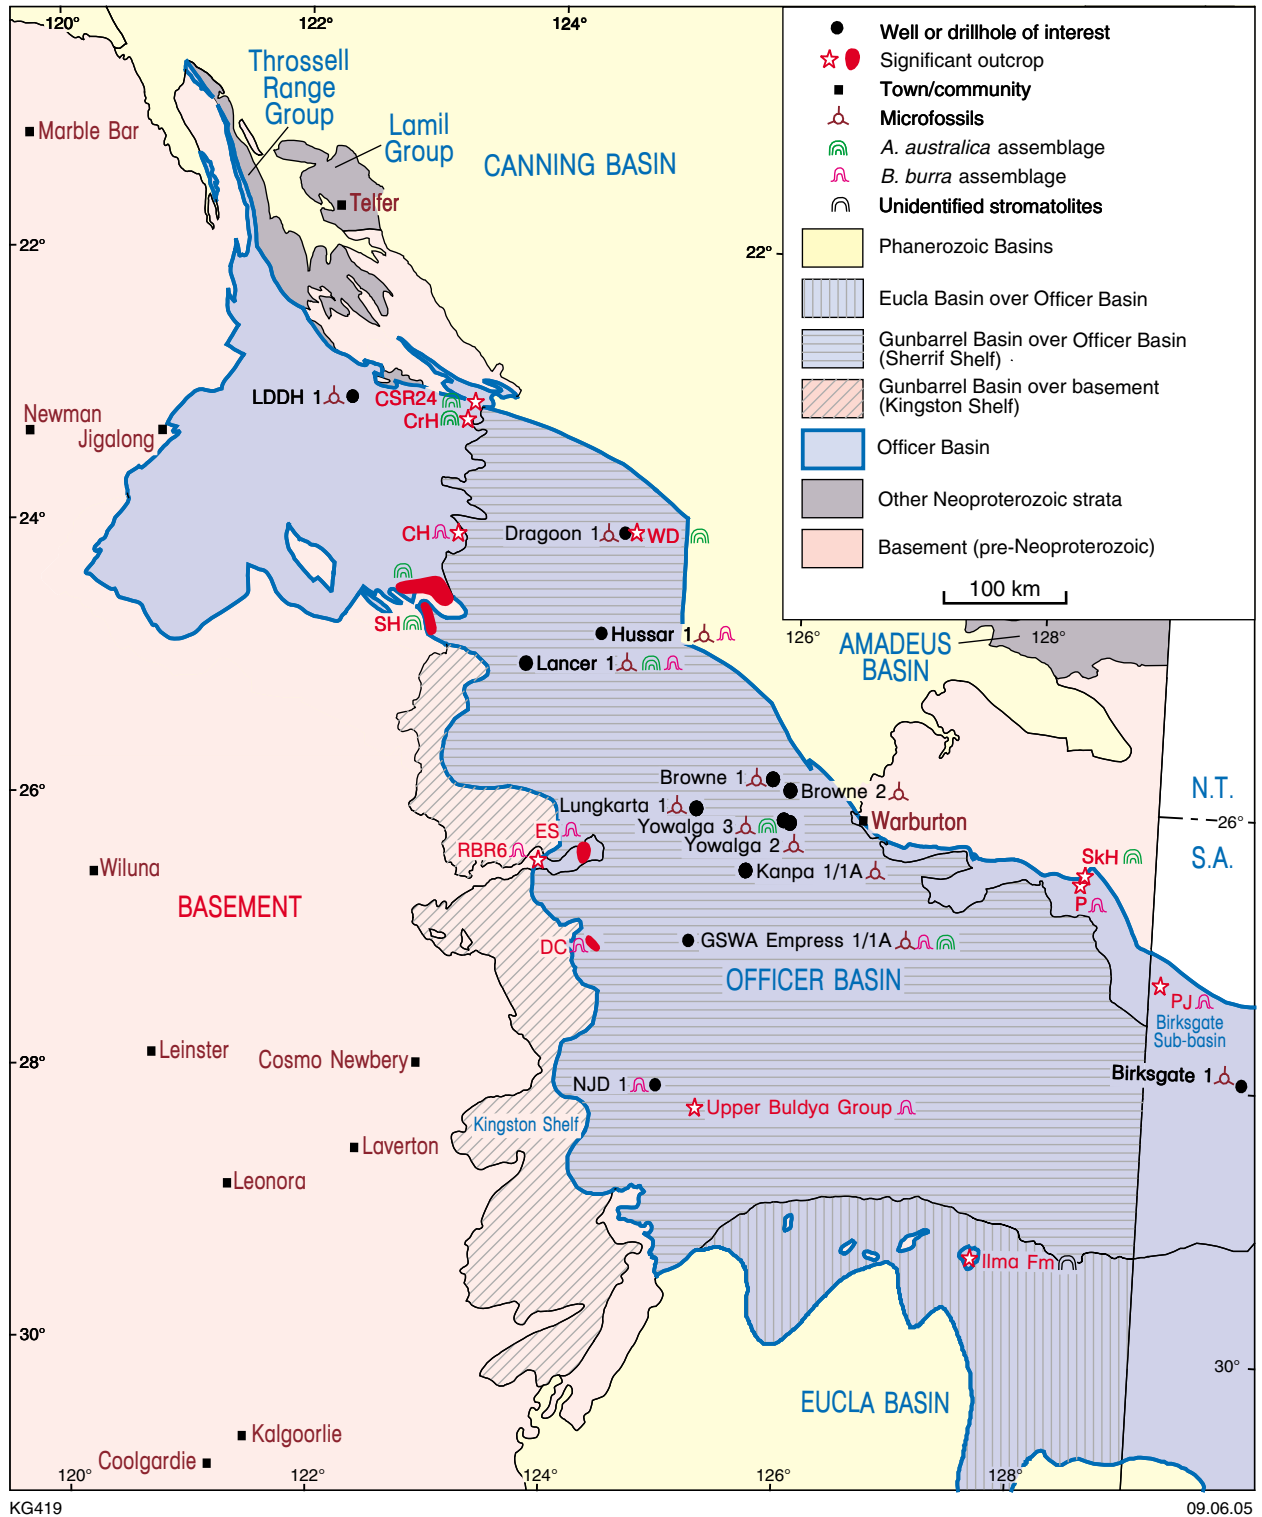 120°
122°
124°
Well or drillhole of interest
Significant outcrop
Town/community
Microfossils
A. australica assemblage
B. burra assemblage
Unidentified stromatolites
Phanerozoic Basins
Eucla Basin over Officer Basin
Gunbarrel Basin over Officer Basin
(Sherrif Shelf)
Gunbarrel Basin over basement
(Kingston Shelf)
Officer Basin
Other Neoproterozoic strata
Basement (pre-Neoproterozoic)
100 km
Throssell
Range
Group
Lamil
Group
CANNING BASIN
Marble Bar
Telfer
22°
22°
LDDH 1
CSR24
CrH
Newman
Jigalong
24°
CH
Dragoon 1
WD
SH
Hussar 1
Lancer 1
126°
128°
AMADEUS
BASIN
26°
Browne 1
Browne 2
Lungkarta 1
Yowalga 3
Yowalga 2
Warburton
N.T.
26°
S.A.
ES
RBR6
Kanpa 1/1A
SkH
P
Wiluna
BASEMENT
DC
GSWA Empress 1/1A
OFFICER BASIN
PJ
Birksgate
Sub-basin
Birksgate 1
Leinster
Cosmo Newbery
28°
NJD 1
Upper Buldya Group
Kingston Shelf
Laverton
Leonora
Ilma Fm
30°
30°
EUCLA BASIN
Kalgoorlie
Coolgardie
120°
122°
124°
126°
128°
KG419
09.06.05